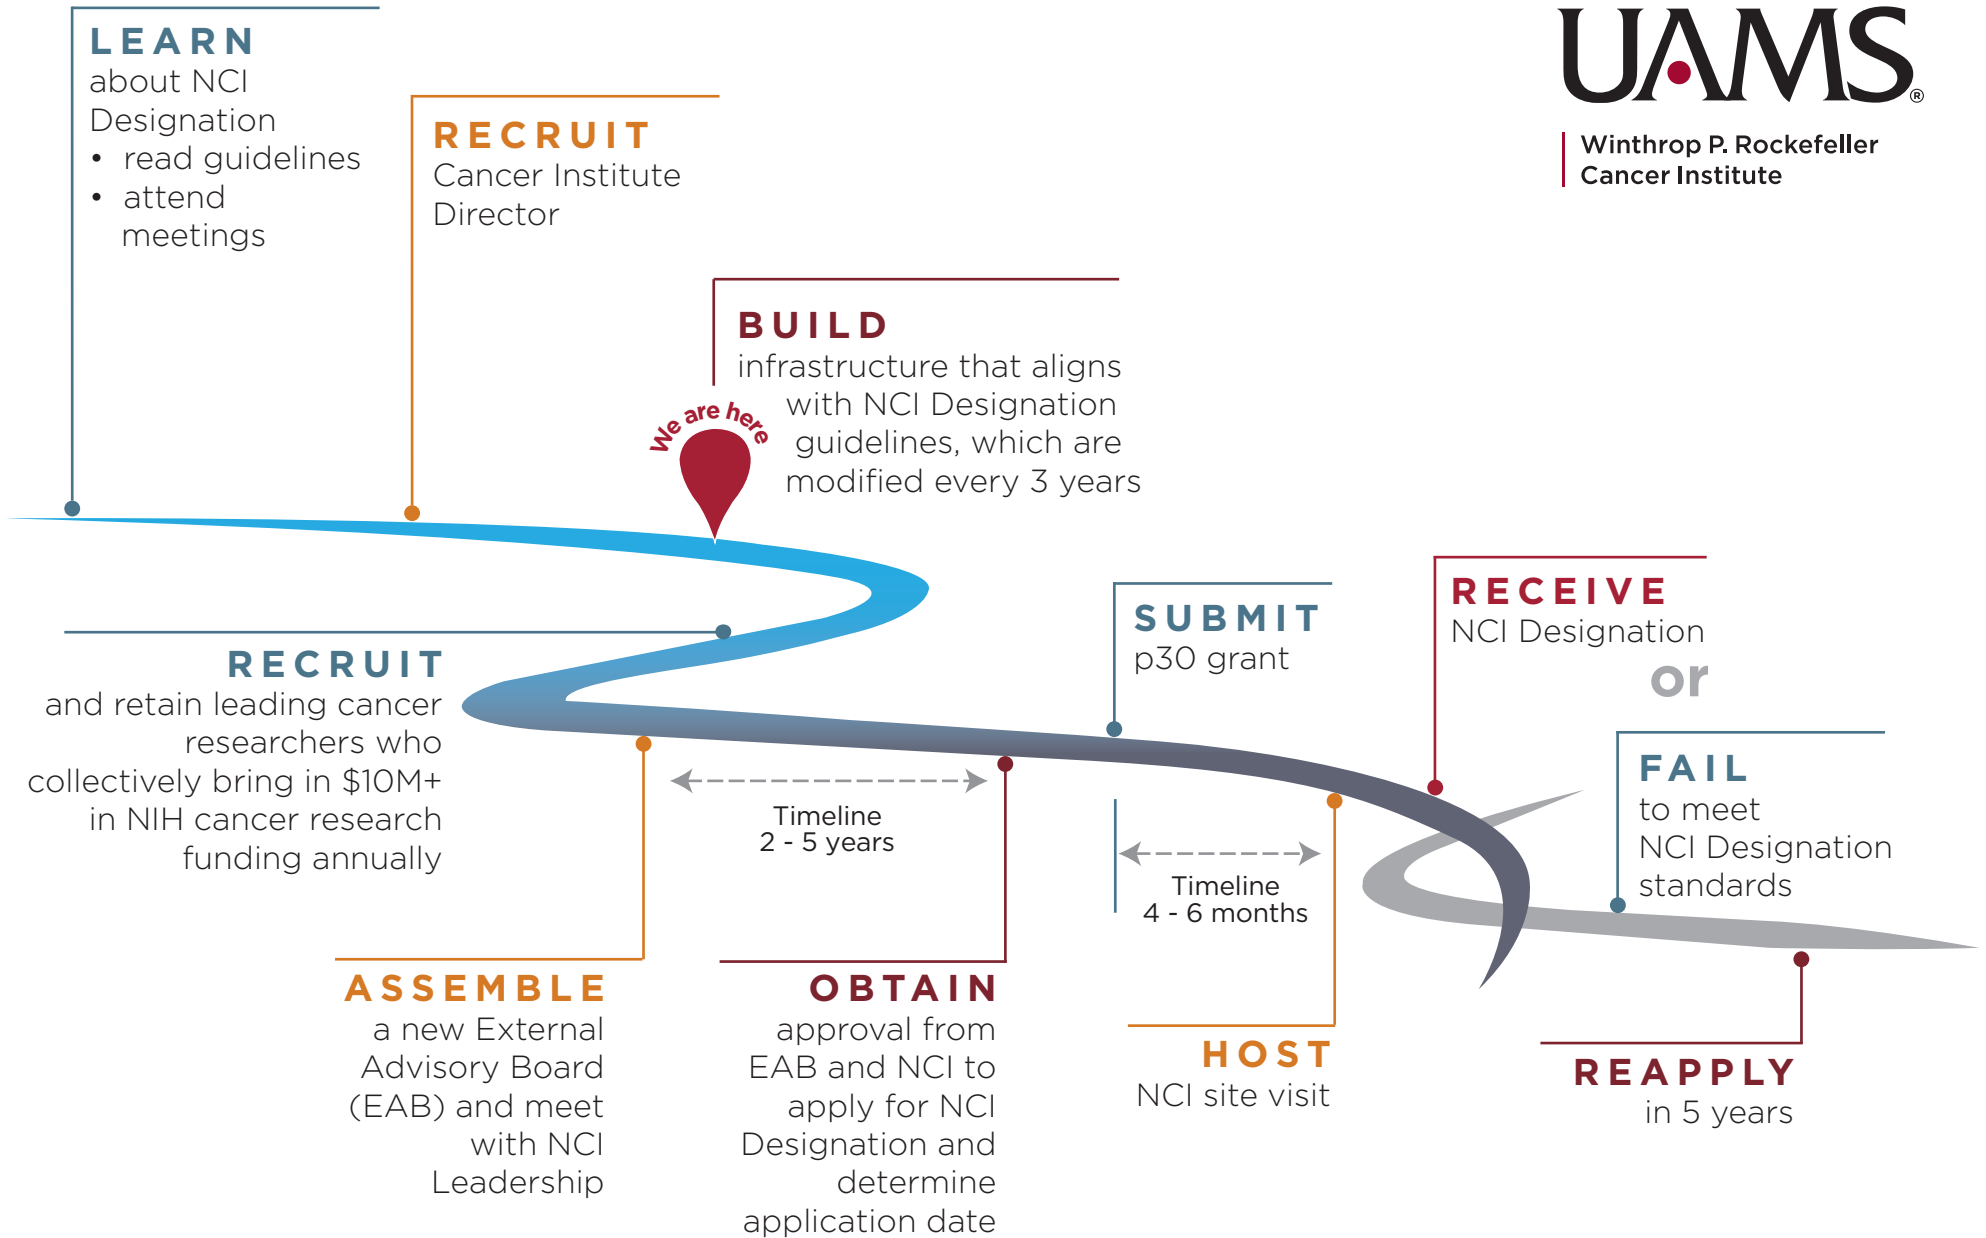 UAMS®
Winthrop P. Rockefeller
Cancer Institute
LEARN
about NCI
Designation
• read guidelines
• attend
meetings
RECRUIT
Cancer Institute
Director
BUILD
infrastructure that aligns
with NCI Designation
guidelines, which are
modified every 3 years
We are here
RECRUIT
and retain leading cancer
researchers who
collectively bring in $10M+
in NIH cancer research
funding annually
ASSEMBLE
a new External
Advisory Board
(EAB) and meet
with NCI
Leadership
Timeline
2 - 5 years
OBTAIN
approval from
EAB and NCI to
apply for NCI
Designation and
determine
application date
SUBMIT
p30 grant
Timeline
4 - 6 months
HOST
NCI site visit
RECEIVE
NCI Designation
or
FAIL
to meet
NCI Designation
standards
REAPPLY
in 5 years